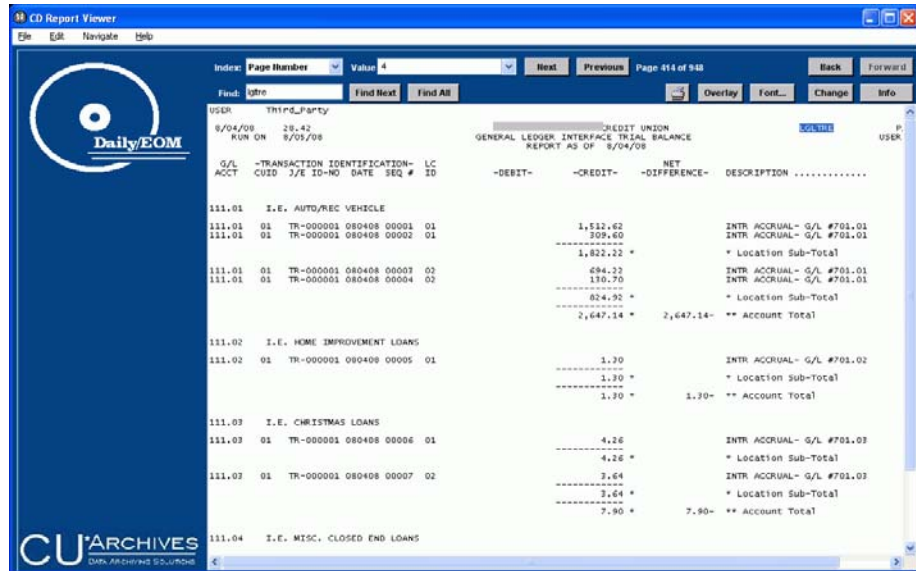 CD Report Viewer
File Edit Navigate Help
Index: Page Number Value 4 Next Previous Page 414 of 948 Back Forward
Find: lgltre Find Next Find All Overlay Font... Change Info
Daily/EOM
USER Third_Party
8/04/08 20.42 CREDIT UNION LGLTRE P.
RUN ON 8/05/08 GENERAL LEDGER INTERFACE TRIAL BALANCE USER
REPORT AS OF 8/04/08
G/L -TRANSACTION IDENTIFICATION- LC NET
ACCT CUID J/E ID-NO DATE SEQ # ID -DEBIT- -CREDIT- -DIFFERENCE- DESCRIPTION .............
111.01 I.E. AUTO/REC VEHICLE
111.01 01 TR-000001 080408 00001 01 1,512.62 INTR ACCRUAL- G/L #701.01
111.01 01 TR-000001 080408 00002 01 309.60 INTR ACCRUAL- G/L #701.01
------------
1,822.22 * * Location Sub-Total
111.01 01 TR-000001 080408 00003 02 694.22 INTR ACCRUAL- G/L #701.01
111.01 01 TR-000001 080408 00004 02 130.70 INTR ACCRUAL- G/L #701.01
------------
824.92 * * Location Sub-Total
------------
2,647.14 * 2,647.14- ** Account Total
111.02 I.E. HOME IMPROVEMENT LOANS
111.02 01 TR-000001 080408 00005 01 1.30 INTR ACCRUAL- G/L #701.02
------------
1.30 * * Location Sub-Total
------------
1.30 * 1.30- ** Account Total
111.03 I.E. CHRISTMAS LOANS
111.03 01 TR-000001 080408 00006 01 4.26 INTR ACCRUAL- G/L #701.03
------------
4.26 * * Location Sub-Total
111.03 01 TR-000001 080408 00007 02 3.64 INTR ACCRUAL- G/L #701.03
------------
3.64 * * Location Sub-Total
------------
7.90 * 7.90- ** Account Total
111.04 I.E. MISC. CLOSED END LOANS
CU*ARCHIVES
DATA ARCHIVING SOLUTIONS